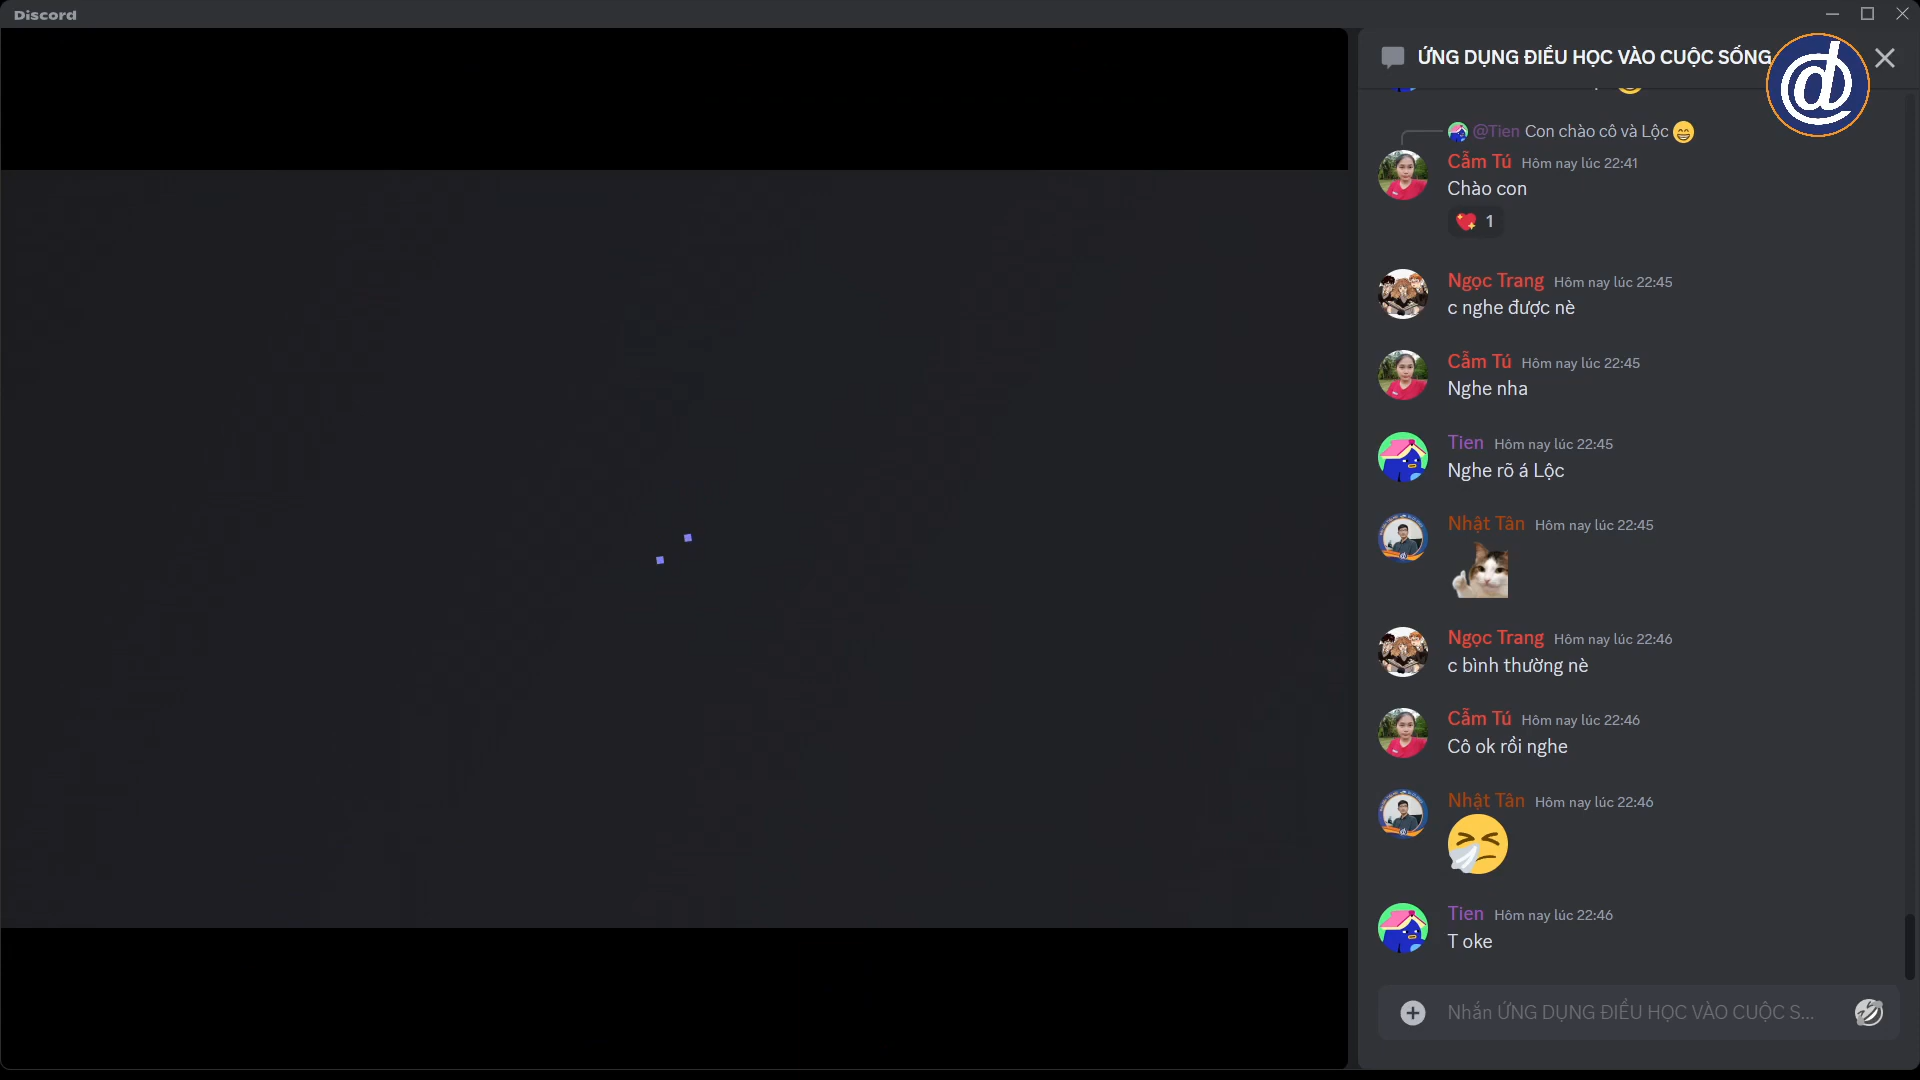 Discord
ỨNG DỤNG ĐIỀU HỌC VÀO CUỘC SỐNG
@Tien Con chào cô và Lộc
Cẩm Tú Hôm nay lúc 22:41
Chào con
1
Ngọc Trang Hôm nay lúc 22:45
c nghe được nè
Cẩm Tú Hôm nay lúc 22:45
Nghe nha
Tien Hôm nay lúc 22:45
Nghe rõ á Lộc
Nhật Tân Hôm nay lúc 22:45
Ngọc Trang Hôm nay lúc 22:46
c bình thường nè
Cẩm Tú Hôm nay lúc 22:46
Cô ok rồi nghe
Nhật Tân Hôm nay lúc 22:46
Tien Hôm nay lúc 22:46
T oke
Nhắn ỨNG DỤNG ĐIỀU HỌC VÀO CUỘC S...